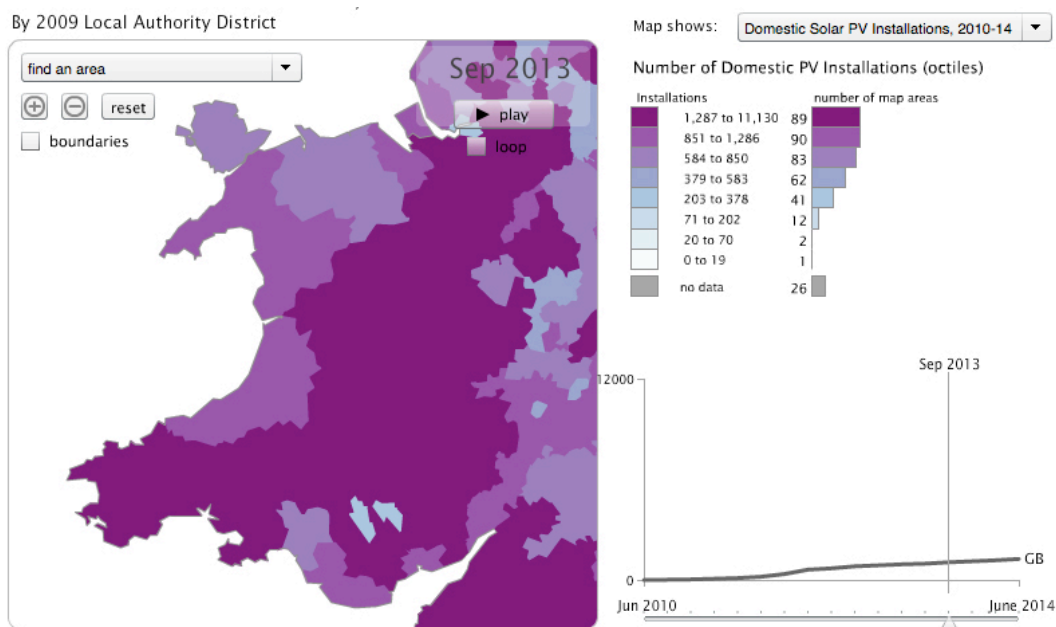 By 2009 Local Authority District
find an area
reset
boundaries
Sep 2013
play
loop
Map shows:
Domestic Solar PV Installations, 2010-14
Number of Domestic PV Installations (octiles)
Installations number of map areas
1,287 to 11,130 89
851 to 1,286 90
584 to 850 83
379 to 583 62
203 to 378 41
71 to 202 12
20 to 70 2
0 to 19 1
no data 26
Sep 2013
12000
GB
0
Jun 2010 June 2014